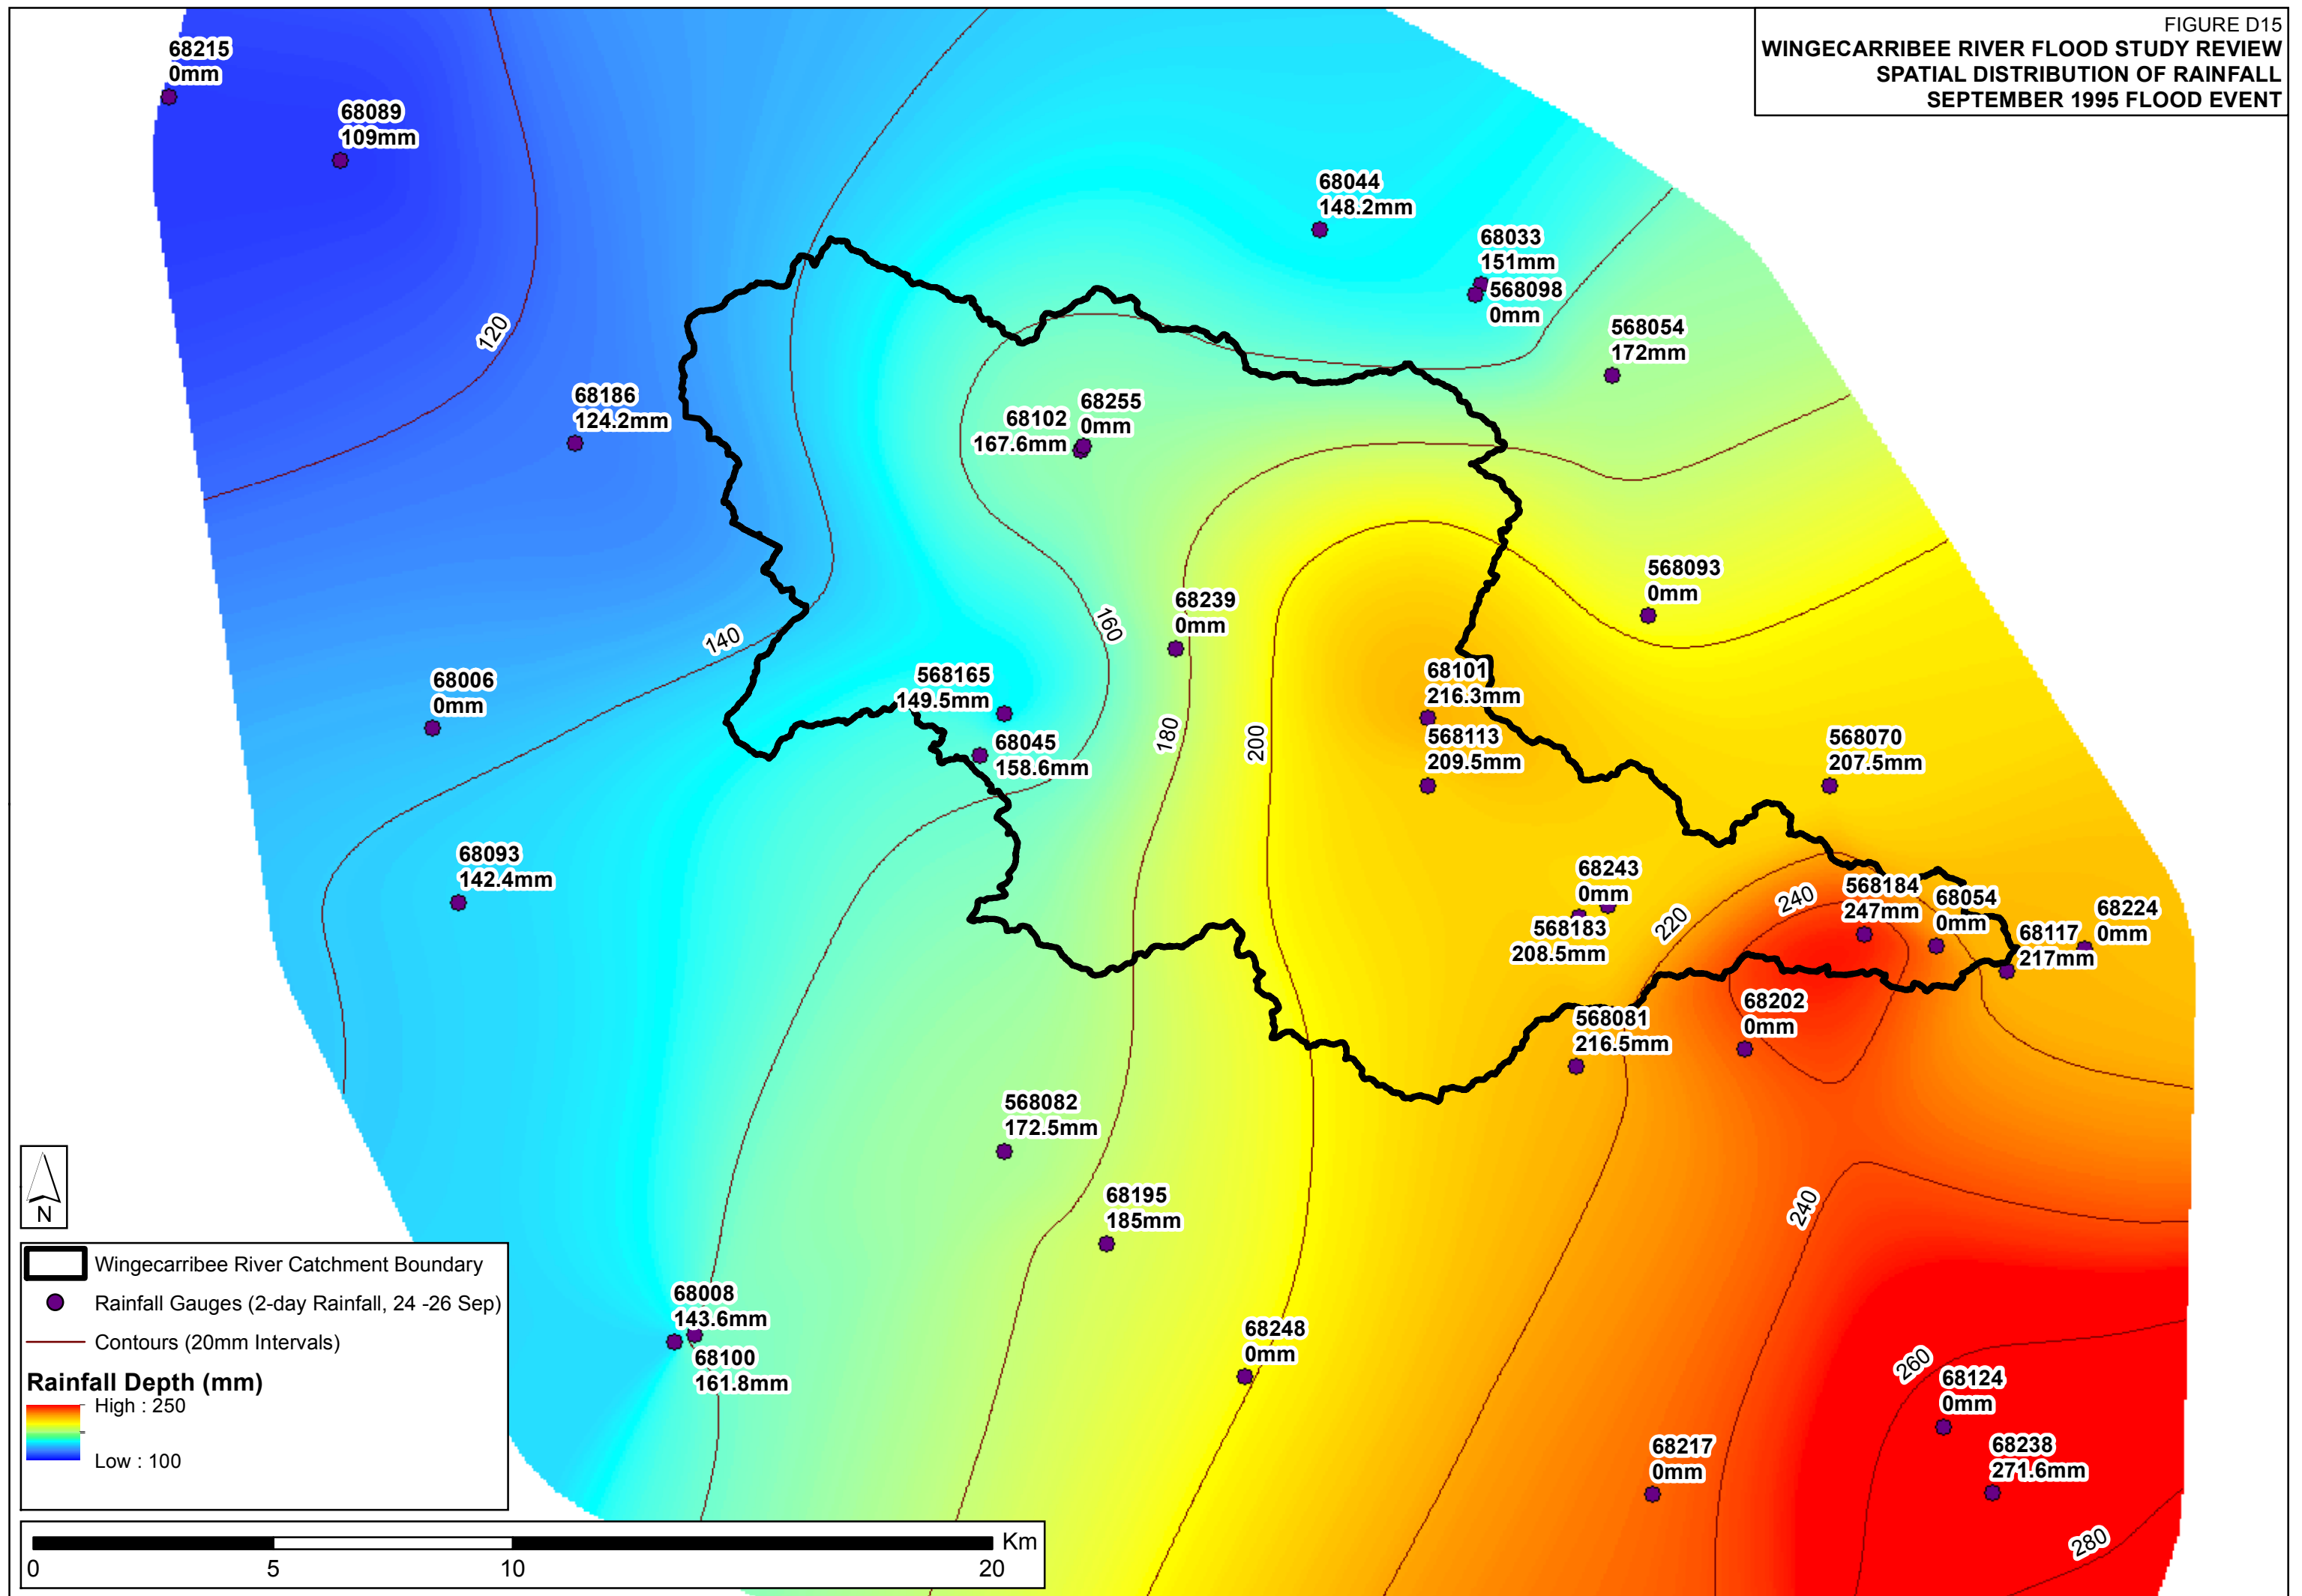 FIGURE D15
WINGECARRIBEE RIVER FLOOD STUDY REVIEW
SPATIAL DISTRIBUTION OF RAINFALL
SEPTEMBER 1995 FLOOD EVENT
68215
0mm
68089
109mm
68044
148.2mm
68033
151mm
568098
0mm
120
568054
172mm
68186
124.2mm
68255
0mm
68102
167.6mm
568093
0mm
68239
0mm
160
140
568165
149.5mm
68006
0mm
68101
216.3mm
180
200
68045
158.6mm
568113
209.5mm
568070
207.5mm
68093
142.4mm
68243
0mm
568183
208.5mm
220
240
568184
247mm
68054
0mm
68224
0mm
68117
217mm
68202
0mm
568081
216.5mm
568082
172.5mm
68195
185mm
240
N
Wingecarribee River Catchment Boundary
Rainfall Gauges (2-day Rainfall, 24 -26 Sep)
Contours (20mm Intervals)
Rainfall Depth (mm)
High : 250
Low : 100
68008
143.6mm
68100
161.8mm
68248
0mm
260
68124
0mm
68217
0mm
68238
271.6mm
280
Km
0 5 10 20